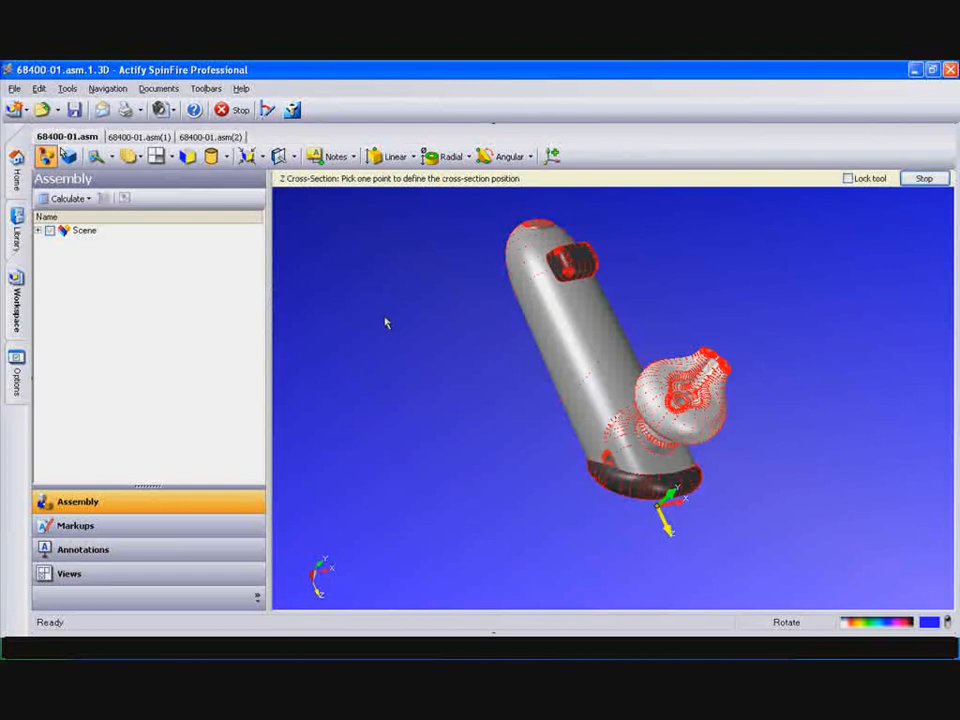 68400-01.asm.1.3D - Actify SpinFire Professional
File Edit Tools Navigation Documents Toolbars Help
Stop
68400-01.asm 68400-01.asm(1) 68400-01.asm(2)
Notes Linear Radial Angular
Assembly
Z Cross-Section: Pick one point to define the cross-section position
Lock tool
Stop
Calculate
Name
Scene
Home
Library
Workspace
Options
Y
X
Z
Y
X
Z
Assembly
Markups
Annotations
Views
Ready
Rotate